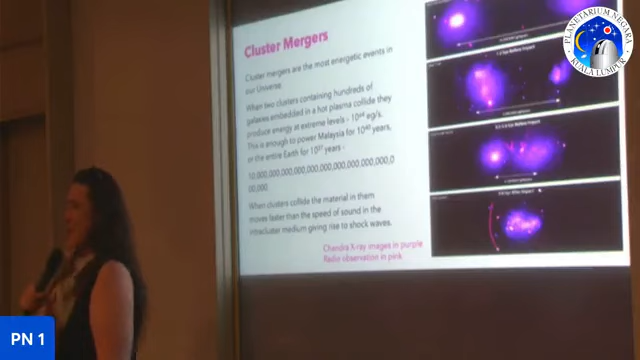 Cluster Mergers
Cluster mergers are the most energetic events in
our Universe
When two clusters containing hundreds of
galaxies embedded in a hot plasma collide they
produce energy at extreme levels - 10⁶⁴ eg/s.
This is enough to power Malaysia for 10⁴⁰ years,
or the entire Earth for 10³⁷ years -
10,000,000,000,000,000,000,000,000,000,000,0
00,000
When clusters collide the material in them
moves faster than the speed of sound in the
intracluster medium giving rise to shock waves.
Chandra X-ray images in purple
Radio observation in pink
PLANETARIUM NEGARA
KUALA LUMPUR
PN 1